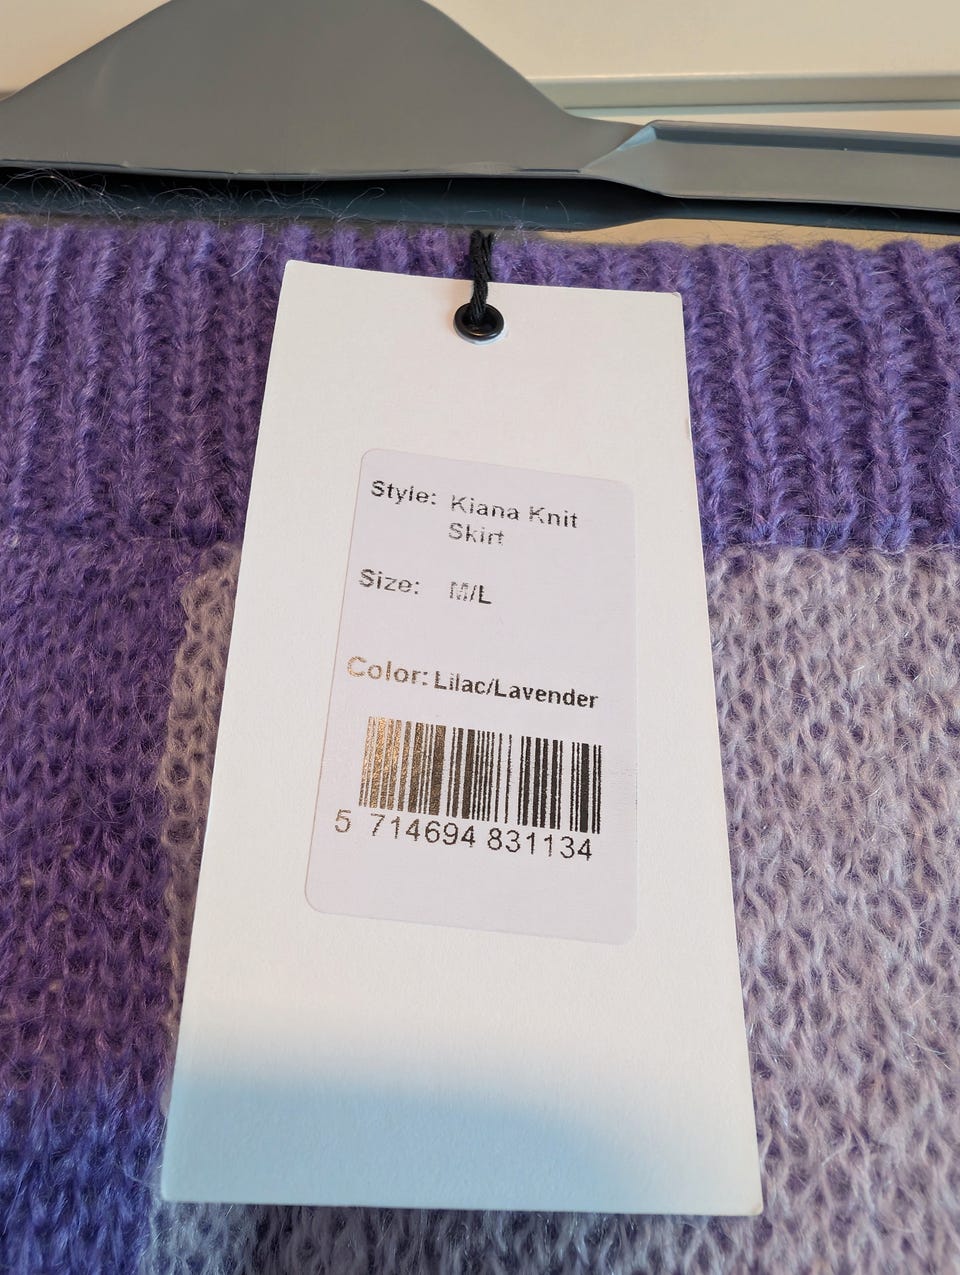 Style: Kiana Knit
Skirt
Size: M/L
Color: Lilac/Lavender
5 714694 831134